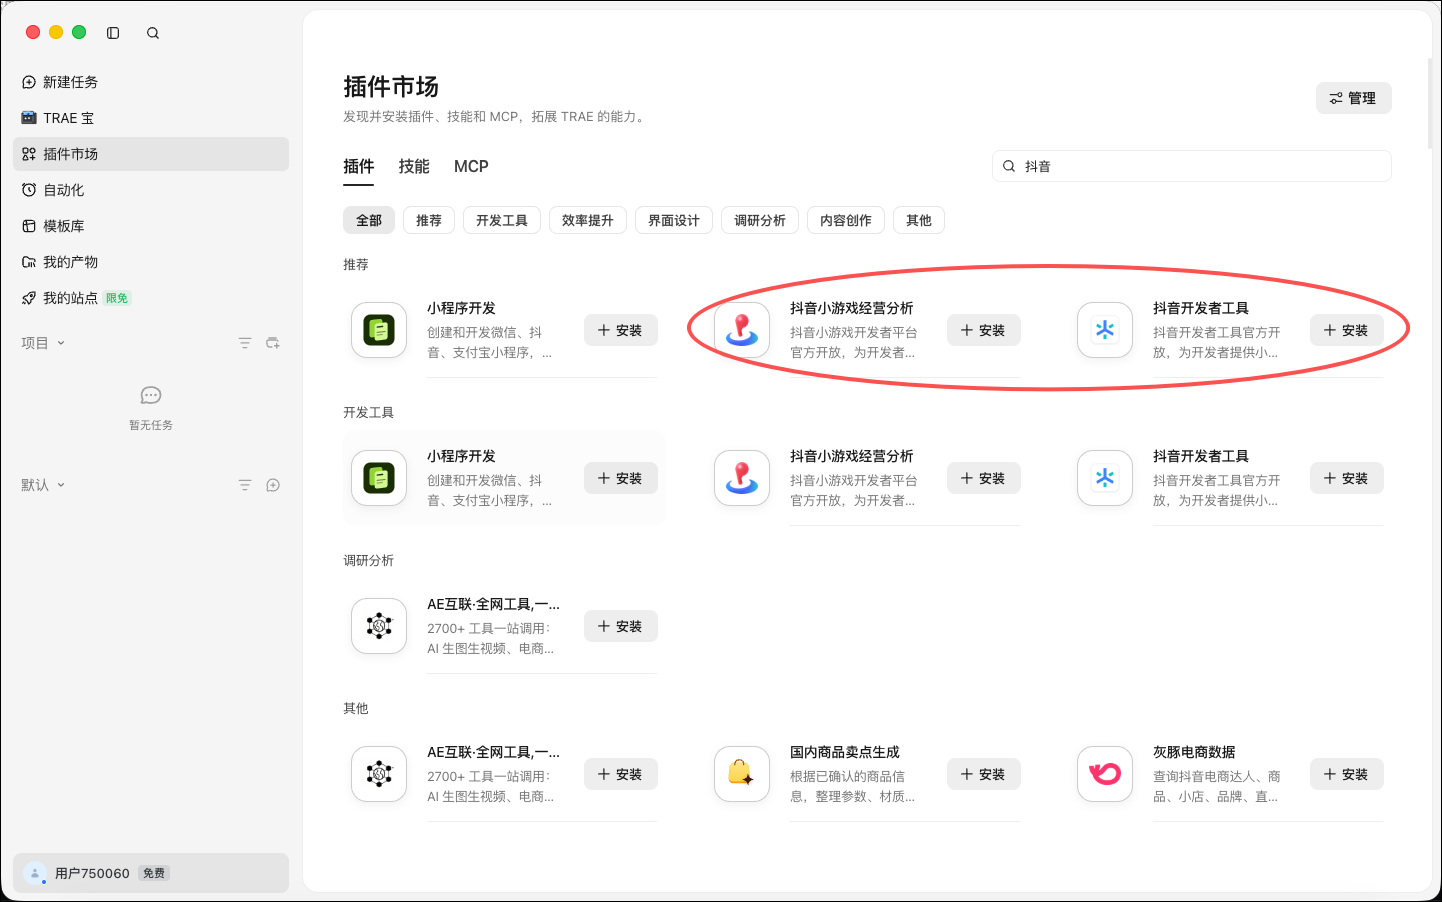 新建任务
TRAE 宝
插件市场
自动化
模板库
我的产物
我的站点 限免
项目
暂无任务
默认
用户750060 免费
插件市场
发现并安装插件、技能和 MCP，拓展 TRAE 的能力。
管理
插件 技能 MCP
抖音
全部 推荐 开发工具 效率提升 界面设计 调研分析 内容创作 其他
推荐
小程序开发
创建和开发微信、抖
音、支付宝小程序，...
安装
抖音小游戏经营分析
抖音小游戏开发者平台
官方开放，为开发者...
安装
抖音开发者工具
抖音开发者工具官方开
放，为开发者提供小...
安装
开发工具
小程序开发
创建和开发微信、抖
音、支付宝小程序，...
安装
抖音小游戏经营分析
抖音小游戏开发者平台
官方开放，为开发者...
安装
抖音开发者工具
抖音开发者工具官方开
放，为开发者提供小...
安装
调研分析
AE互联·全网工具,一...
2700+ 工具一站调用：
AI 生图生视频、电商...
安装
其他
AE互联·全网工具,一...
2700+ 工具一站调用：
AI 生图生视频、电商...
安装
国内商品卖点生成
根据已确认的商品信
息，整理参数、材质...
安装
灰豚电商数据
查询抖音电商达人、商
品、小店、品牌、直...
安装